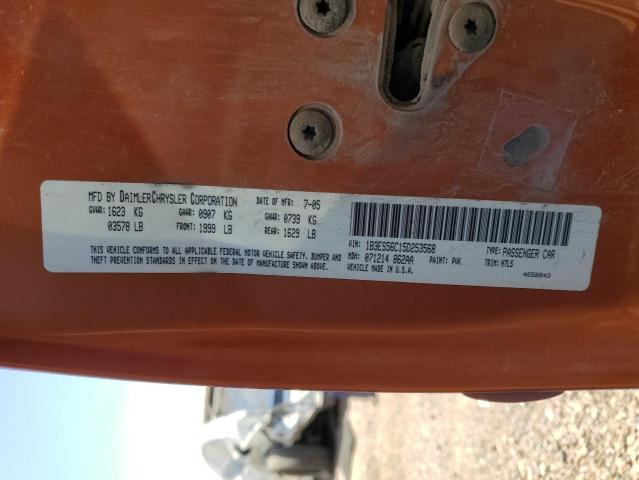 MFD BY DAIMLERCHRYSLER CORPORATION DATE OF MFR: 7-05
GVWR: 1623 KG GAWR: 0907 KG GAWR: 0739 KG
03578 LB FRONT: 1999 LB REAR: 1629 LB
THIS VEHICLE CONFORMS TO ALL APPLICABLE FEDERAL MOTOR VEHICLE SAFETY, BUMPER AND
THEFT PREVENTION STANDARDS IN EFFECT ON THE DATE OF MANUFACTURE SHOWN ABOVE.
VIN: 1B3ES56C15D253568 TYPE: PASSENGER CAR
MDH: 071214 862AA PAINT: PVK TRIM: H7L5
VEHICLE MADE IN U.S.A. 4658843